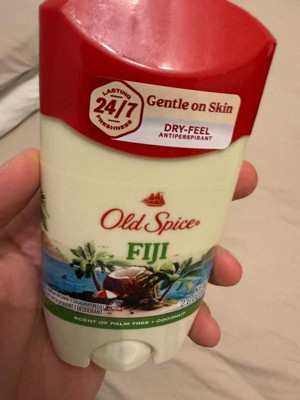 LASTING
24/7
FRESHNESS
Gentle on Skin
DRY-FEEL
ANTIPERSPIRANT
Old Spice
FIJI
SCENT OF PALM TREE + COCONUT